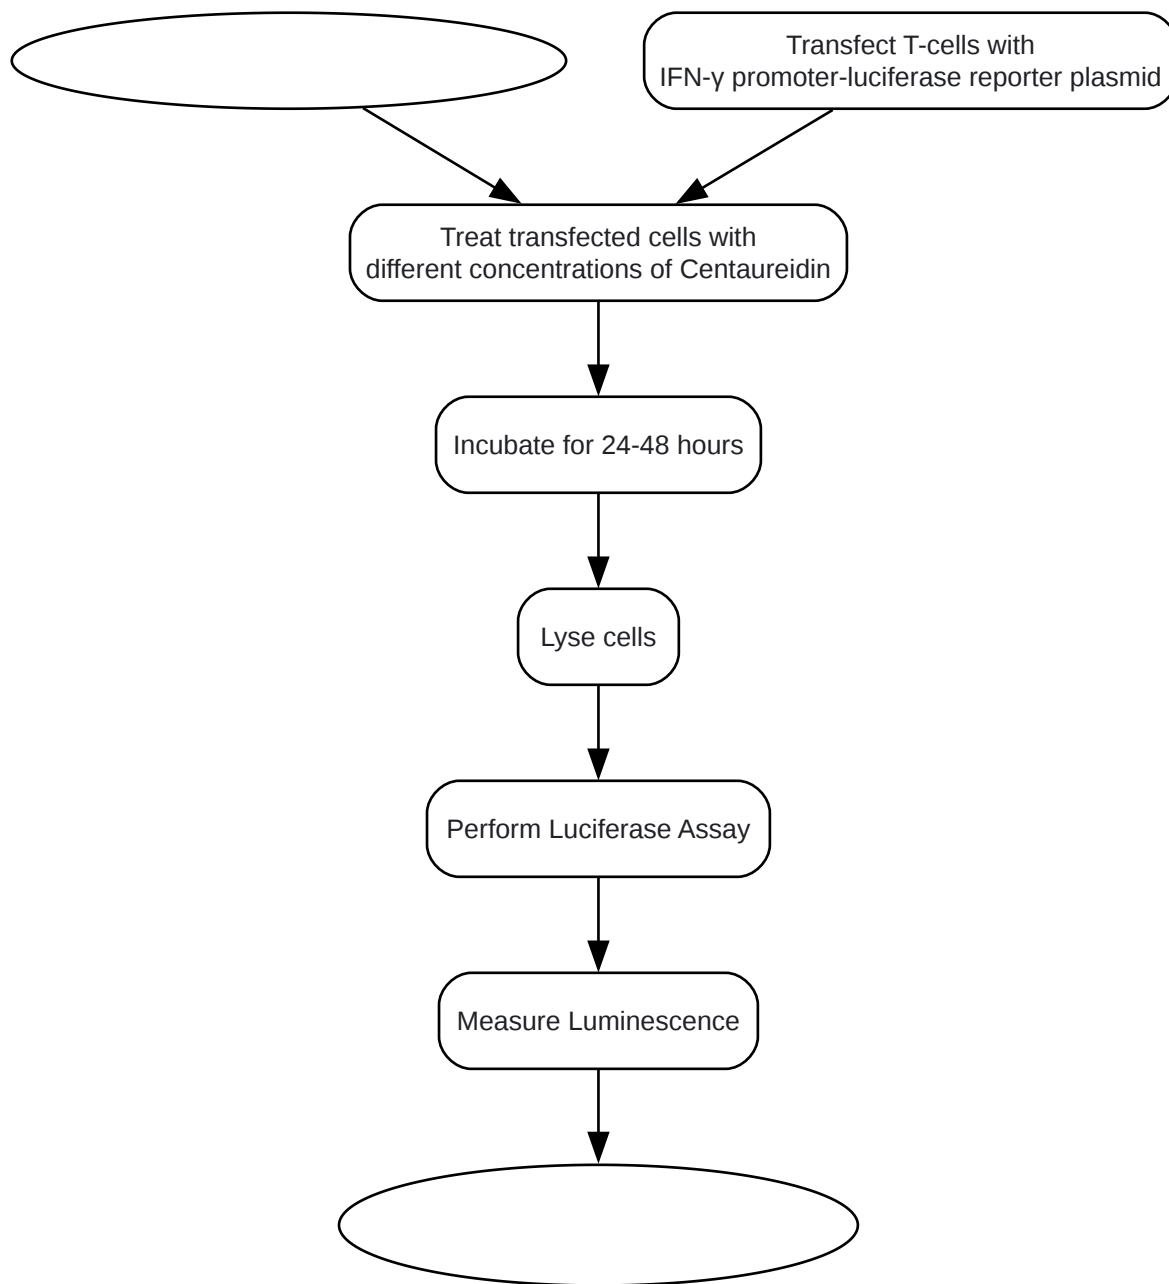 Transfect T-cells with
IFN-γ promoter-luciferase reporter plasmid
Treat transfected cells with
different concentrations of Centaureidin
Incubate for 24-48 hours
Lyse cells
Perform Luciferase Assay
Measure Luminescence